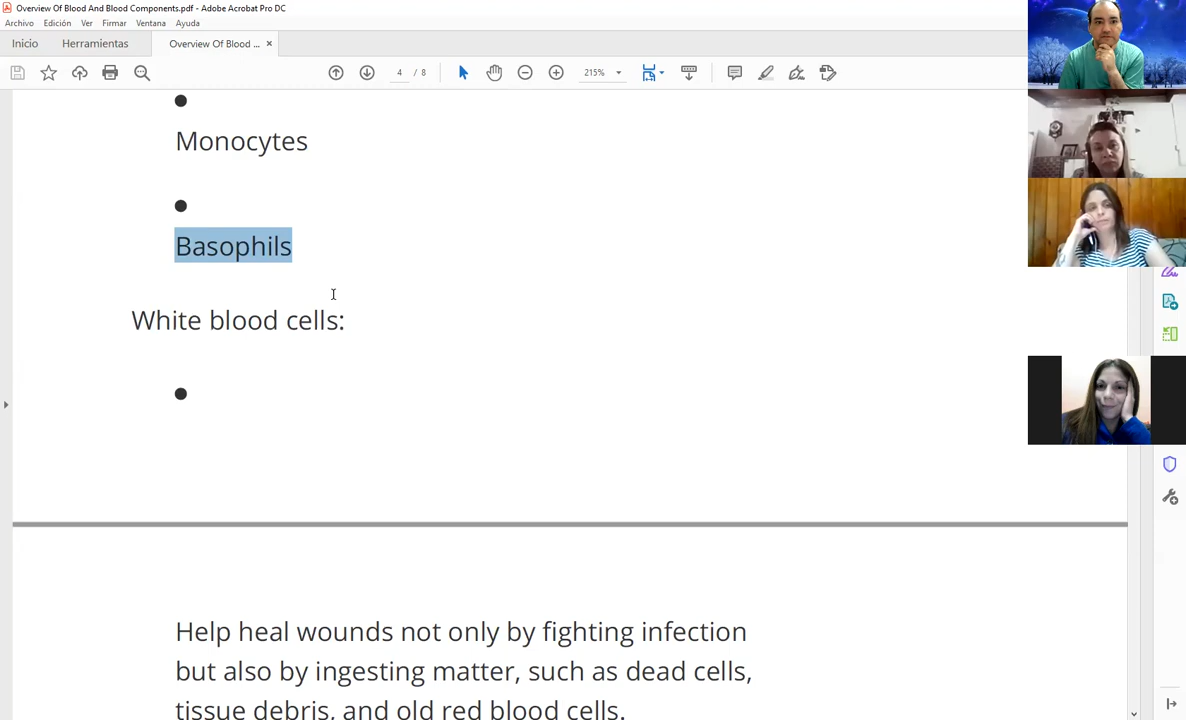 Overview Of Blood And Blood Components.pdf - Adobe Acrobat Pro DC
Archivo Edición Ver Firmar Ventana Ayuda
Inicio Herramientas Overview Of Blood ... ×
4 / 8 215%
Monocytes
Basophils
White blood cells:
Help heal wounds not only by fighting infection
but also by ingesting matter, such as dead cells,
tissue debris, and old red blood cells.